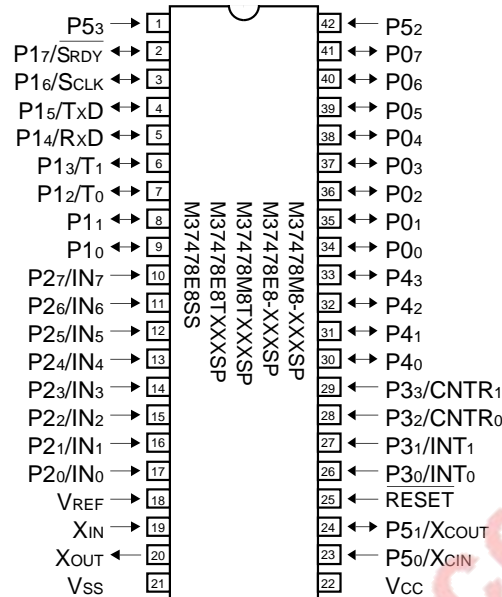 P53 1 42 P52
P17/SRDY 2 41 P07
P16/SCLK 3 40 P06
P15/TXD 4 39 P05
P14/RXD 5 38 P04
P13/T1 6 37 P03
P12/T0 7 36 P02
P11 8 35 P01
P10 9 34 P00
P27/IN7 10 33 P43
P26/IN6 11 32 P42
P25/IN5 12 31 P41
P24/IN4 13 30 P40
P23/IN3 14 29 P33/CNTR1
P22/IN2 15 28 P32/CNTR0
P21/IN1 16 27 P31/INT1
P20/IN0 17 26 P30/INT0
VREF 18 25 RESET
XIN 19 24 P51/XCOUT
XOUT 20 23 P50/XCIN
VSS 21 22 VCC
M37478M8-XXXSP
M37478E8-XXXSP
M37478M8TXXXSP
M37478E8TXXXSP
M37478E8SS